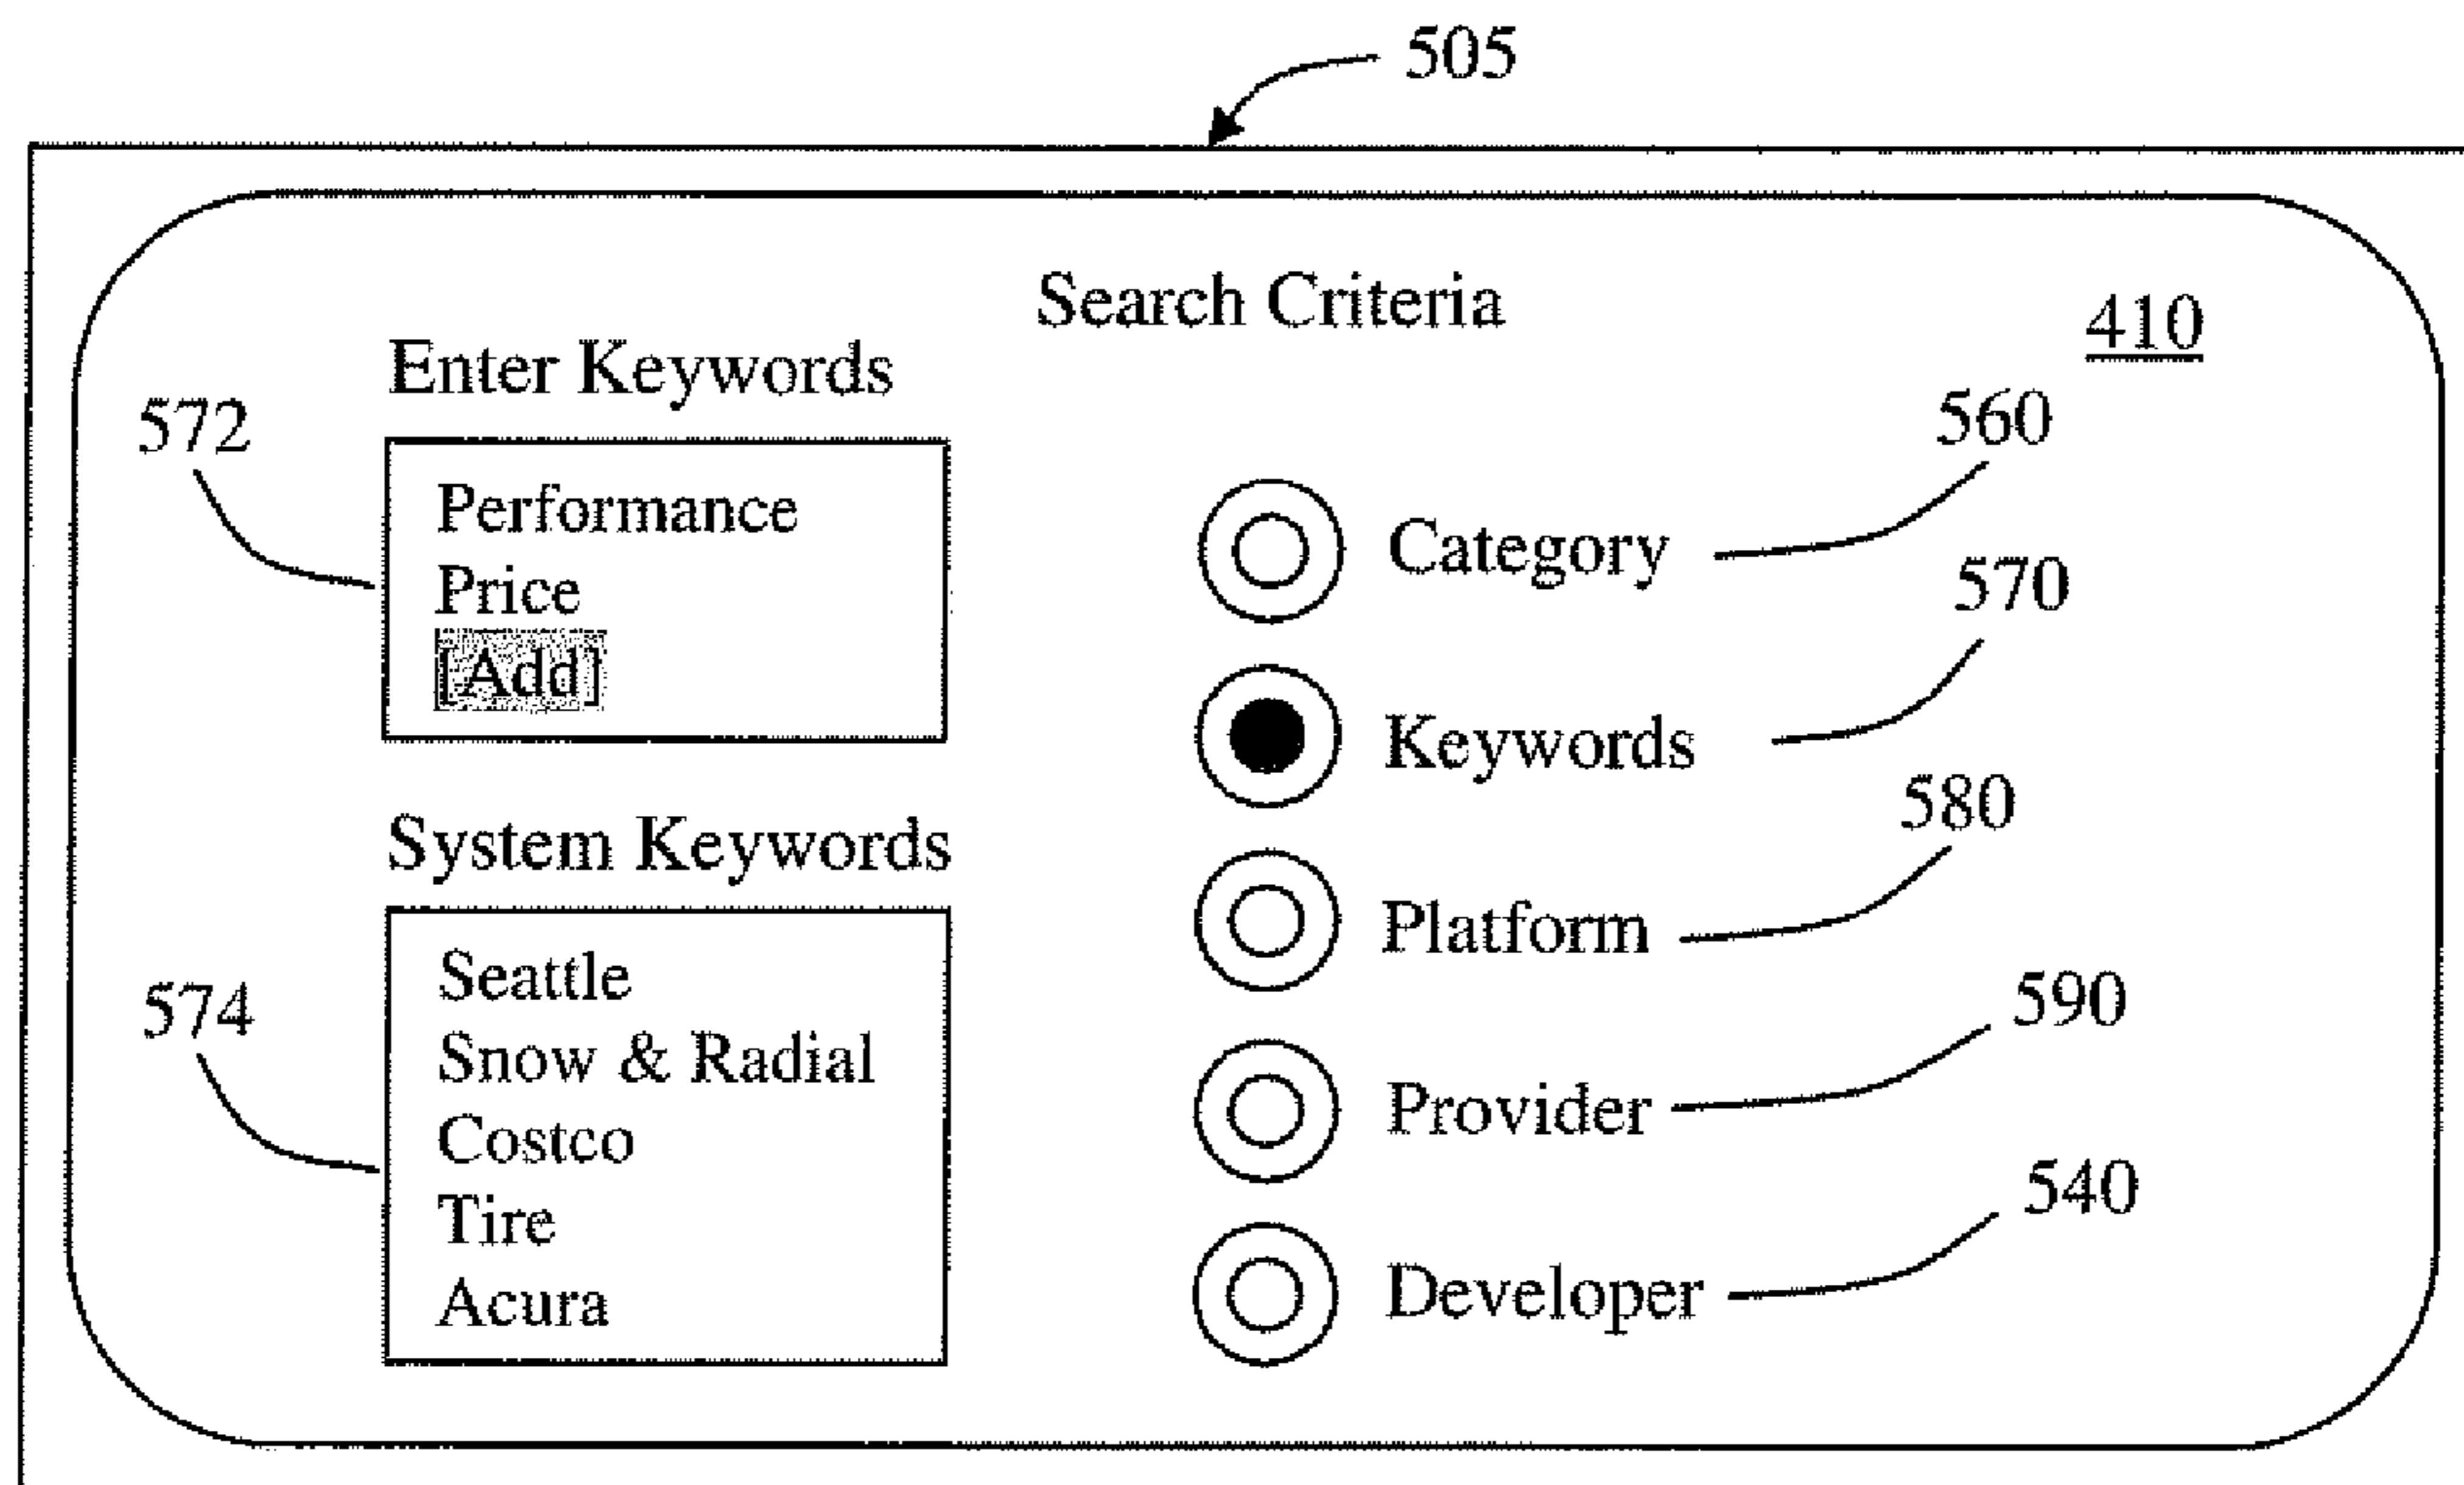 505
Search Criteria
410
Enter Keywords
572
Performance
Price
[Add]
System Keywords
574
Seattle
Snow & Radial
Costco
Tire
Acura
560
Category
570
Keywords
580
Platform
590
Provider
540
Developer